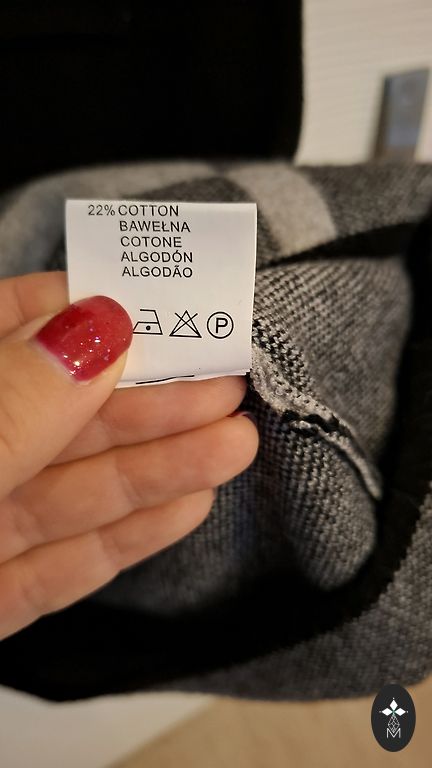 22% COTTON
BAWEŁNA
COTONE
ALGODÓN
ALGODÃO
P
M